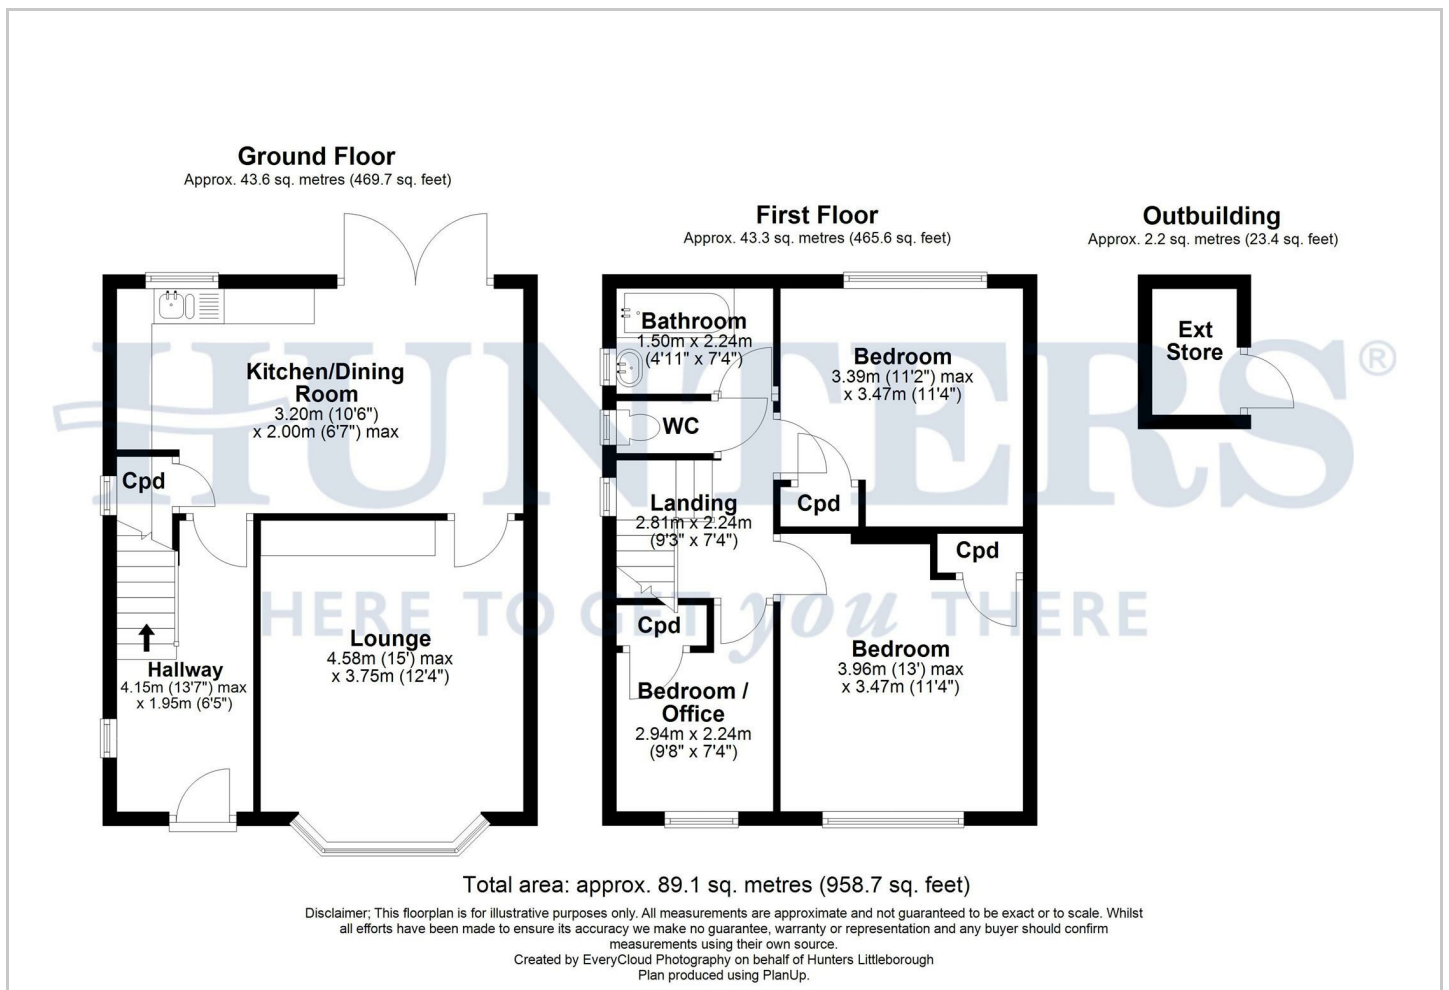 Ground Floor
Approx. 43.6 sq. metres (469.7 sq. feet)
Kitchen/Dining
Room
3.20m (10'6")
x 2.00m (6'7") max
Cpd
Lounge
4.58m (15') max
x 3.75m (12'4")
Hallway
4.15m (13'7") max
x 1.95m (6'5")
First Floor
Approx. 43.3 sq. metres (465.6 sq. feet)
Bathroom
1.50m x 2.24m
(4'11" x 7'4")
Bedroom
3.39m (11'2") max
x 3.47m (11'4")
WC
Landing
2.81m x 2.24m
(9'3" x 7'4")
Cpd
Cpd
Cpd
Bedroom /
Office
2.94m x 2.24m
(9'8" x 7'4")
Bedroom
3.96m (13') max
x 3.47m (11'4")
Outbuilding
Approx. 2.2 sq. metres (23.4 sq. feet)
Ext
Store
HUNTERS®
HERE TO GET you THERE
Total area: approx. 89.1 sq. metres (958.7 sq. feet)
Disclaimer; This floorplan is for illustrative purposes only. All measurements are approximate and not guaranteed to be exact or to scale. Whilst
all efforts have been made to ensure its accuracy we make no guarantee, warranty or representation and any buyer should confirm
measurements using their own source.
Created by EveryCloud Photography on behalf of Hunters Littleborough
Plan produced using PlanUp.